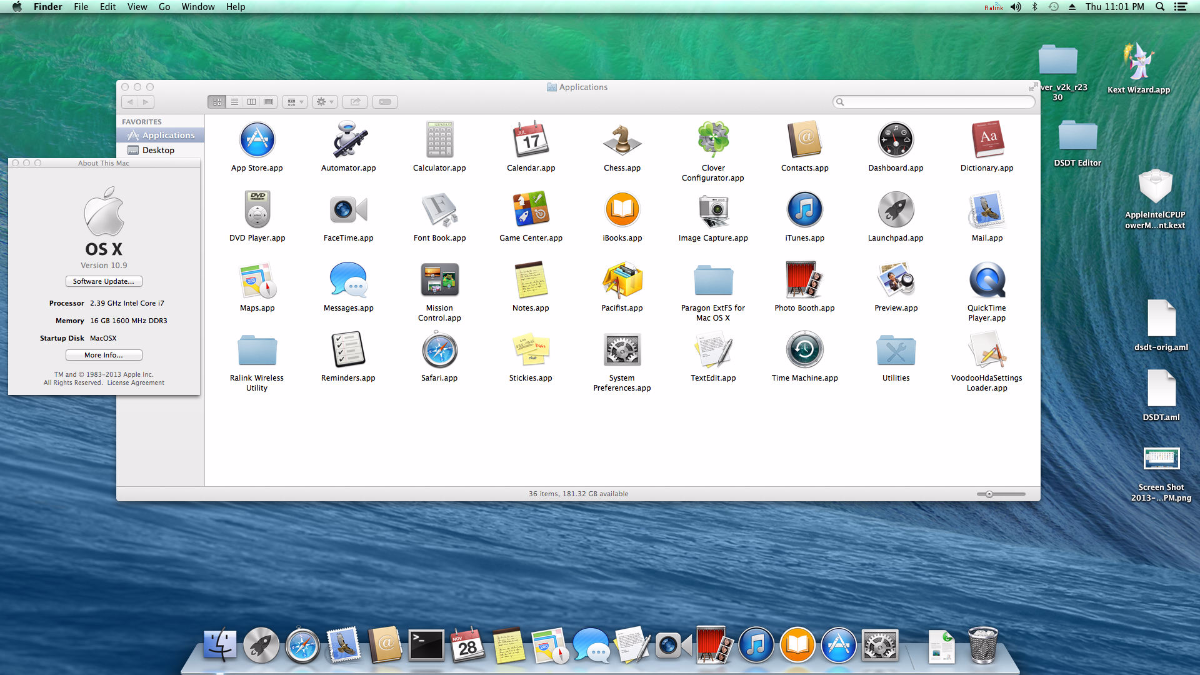 Finder File Edit View Go Window Help
Ralink Thu 11:01 PM
Applications
FAVORITES
Applications
Desktop
About This Mac
OS X
Version 10.9
Software Update...
Processor 2.39 GHz Intel Core i7
Memory 16 GB 1600 MHz DDR3
Startup Disk MacOSX
More Info...
TM and © 1983-2013 Apple Inc.
All Rights Reserved. License Agreement
JUL
17
Aa
DVD
App Store.app Automator.app Calculator.app Calendar.app Chess.app Clover Configurator.app Contacts.app Dashboard.app Dictionary.app
DVD Player.app FaceTime.app Font Book.app Game Center.app iBooks.app Image Capture.app iTunes.app Launchpad.app Mail.app
Maps.app Messages.app Mission Control.app Notes.app Pacifist.app Paragon ExtFS for Mac OS X Photo Booth.app Preview.app QuickTime Player.app
Ralink Wireless Utility Reminders.app Safari.app Stickies.app System Preferences.app TextEdit.app Time Machine.app Utilities VoodooHdaSettings Loader.app
36 items, 181.32 GB available
ver_v2k_r23
30
Kext Wizard.app
DSDT Editor
AppleIntelCPUP
owerM...nt.kext
dsdt-orig.aml
DSDT.aml
Screen Shot
2013-...PM.png
NOV
28